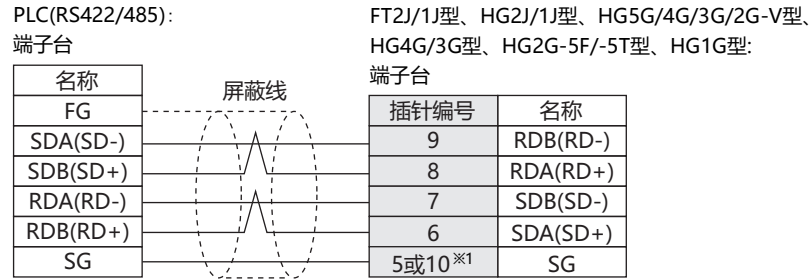 PLC(RS422/485):
端子台
FT2J/1J型、HG2J/1J型、HG5G/4G/3G/2G-V型、
HG4G/3G型、HG2G-5F/-5T型、HG1G型:
端子台
屏蔽线
名称
FG
SDA(SD-)
SDB(SD+)
RDA(RD-)
RDB(RD+)
SG
插针编号 名称
9 RDB(RD-)
8 RDA(RD+)
7 SDB(SD-)
6 SDA(SD+)
5或10※1 SG